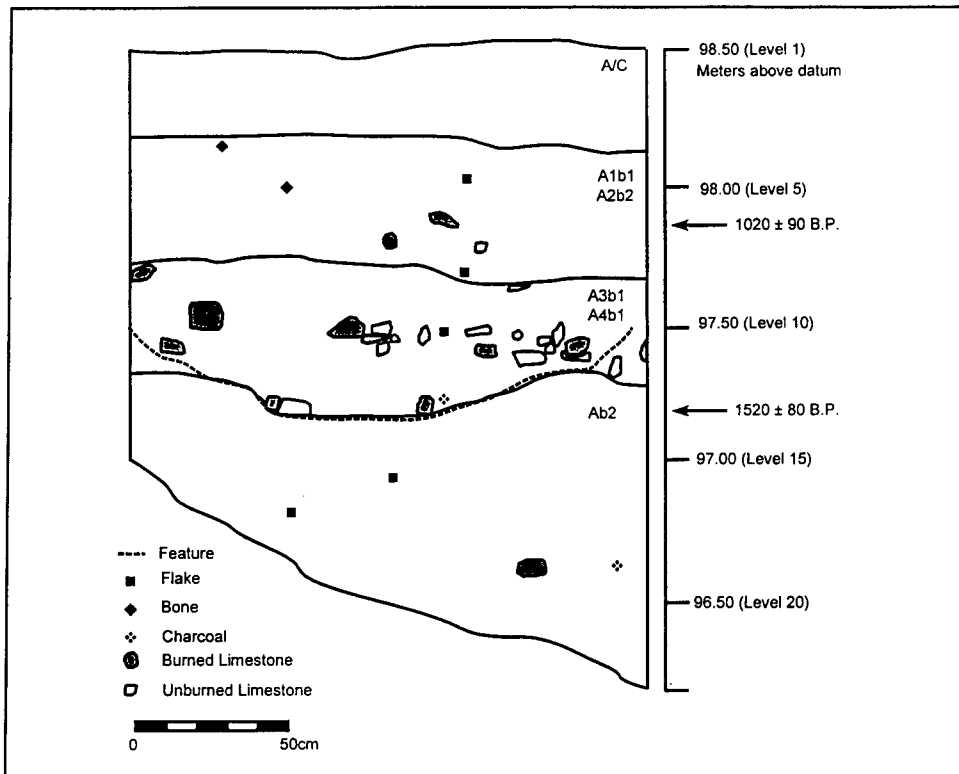 A/C
98.50 (Level 1)
Meters above datum
A1b1
A2b2
98.00 (Level 5)
1020 ± 90 B.P.
A3b1
A4b1
97.50 (Level 10)
Ab2
1520 ± 80 B.P.
97.00 (Level 15)
96.50 (Level 20)
Feature
Flake
Bone
Charcoal
Burned Limestone
Unburned Limestone
0 50cm